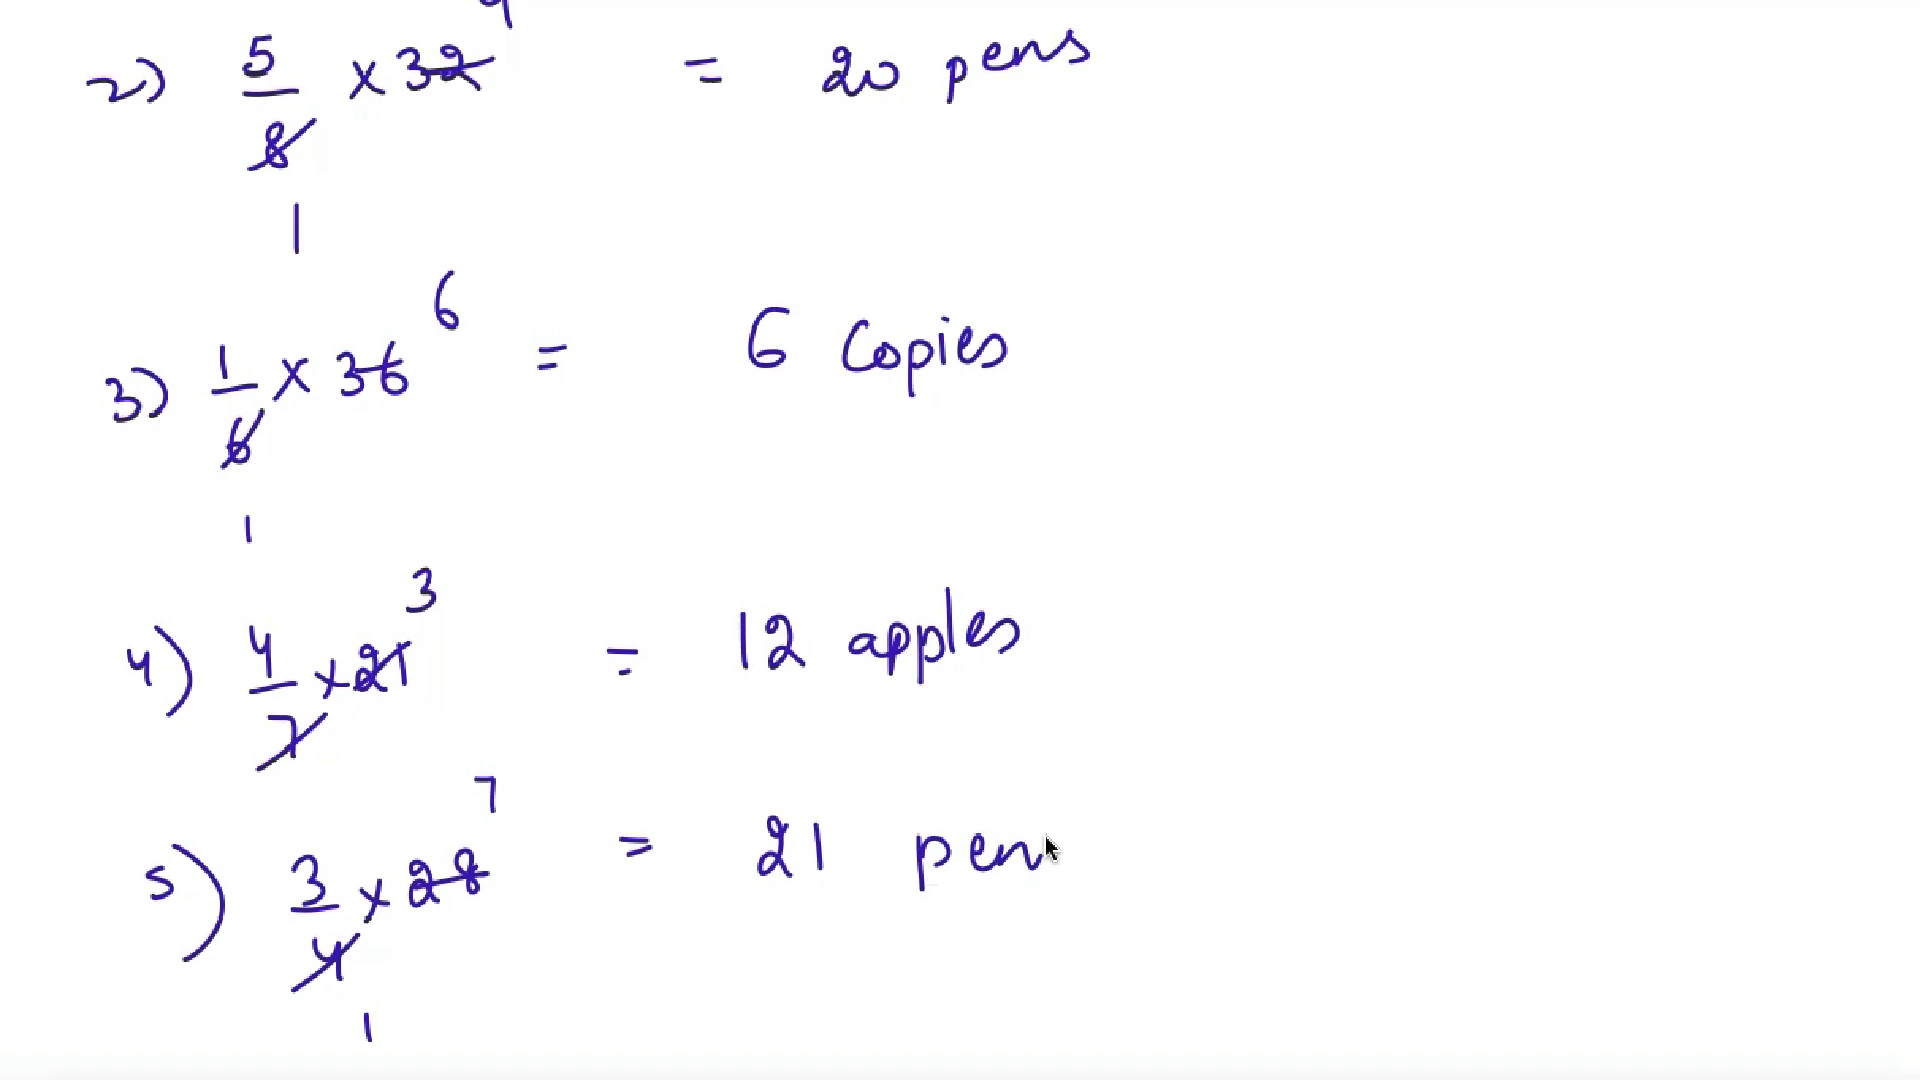 4
2) 5/8 x 32 = 20 pens
1
6
3) 1/6 x 36 = 6 Copies
1
3
4) 4/7 x 21 = 12 apples
7
5) 3/4 x 28 = 21 pen
1